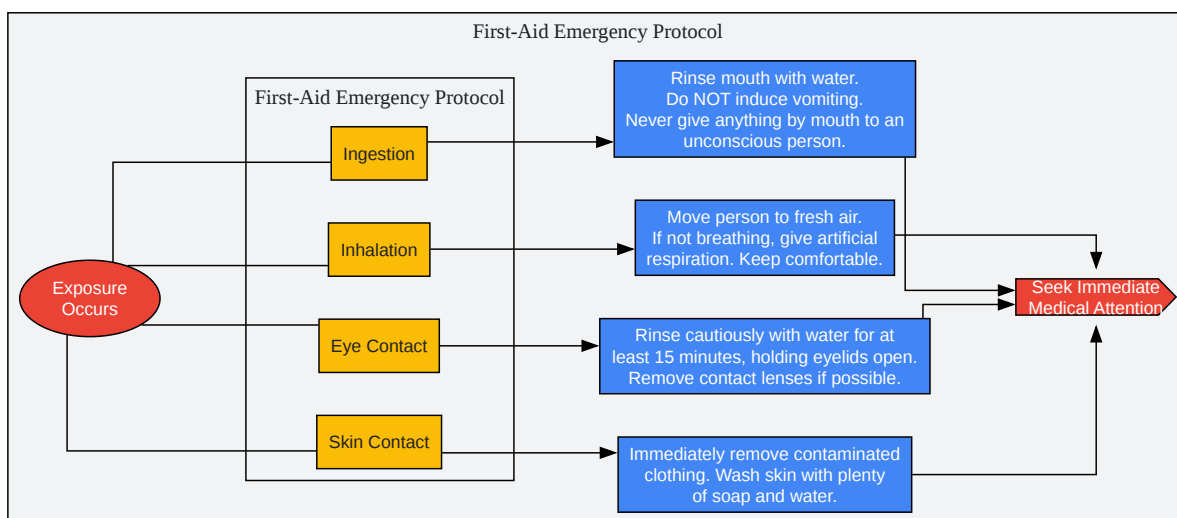 First-Aid Emergency Protocol
First-Aid Emergency Protocol
Exposure
Occurs
Ingestion
Rinse mouth with water.
Do NOT induce vomiting.
Never give anything by mouth to an
unconscious person.
Inhalation
Move person to fresh air.
If not breathing, give artificial
respiration. Keep comfortable.
Eye Contact
Rinse cautiously with water for at
least 15 minutes, holding eyelids open.
Remove contact lenses if possible.
Skin Contact
Immediately remove contaminated
clothing. Wash skin with plenty
of soap and water.
Seek Immediate
Medical Attention